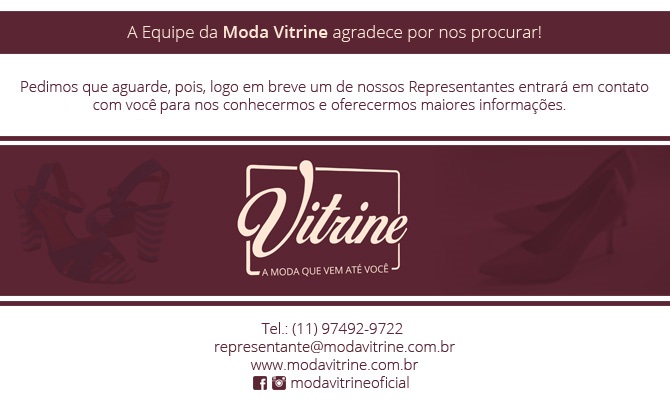 A Equipe da Moda Vitrine agradece por nos procurar!
Pedimos que aguarde, pois, logo em breve um de nossos Representantes entrará em contato
com você para nos conhecermos e oferecermos maiores informações.
Vitrine
A MODA QUE VEM ATÉ VOCÊ
Tel.: (11) 97492-9722
representante@modavitrine.com.br
www.modavitrine.com.br
modavitrineoficial